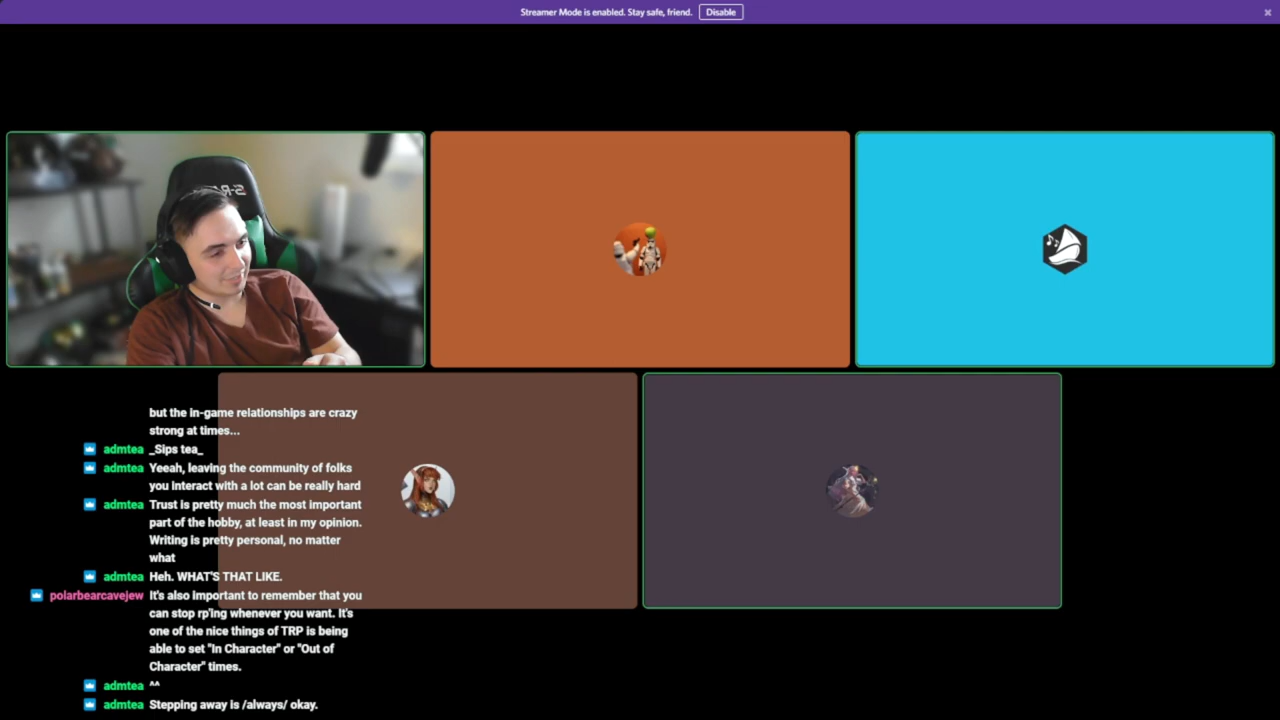 Streamer Mode is enabled. Stay safe, friend. Disable
but the in-game relationships are crazy
strong at times...
admtea _Sips tea_
admtea Yeeah, leaving the community of folks
you interact with a lot can be really hard
admtea Trust is pretty much the most important
part of the hobby, at least in my opinion.
Writing is pretty personal, no matter
what
admtea Heh. WHAT'S THAT LIKE.
polarbearcavejew It's also important to remember that you
can stop rp'ing whenever you want. It's
one of the nice things of TRP is being
able to set "In Character" or "Out of
Character" times.
admtea ^^
admtea Stepping away is /always/ okay.